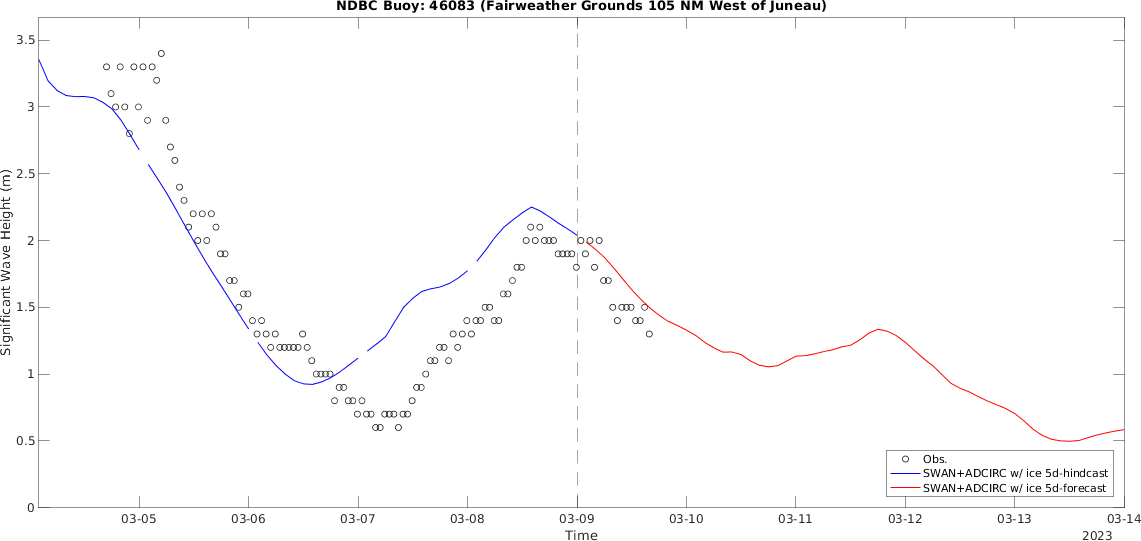 NDBC Buoy: 46083 (Fairweather Grounds 105 NM West of Juneau)
3.5
3
2.5
2
1.5
1
0.5
0
Significant Wave Height (m)
Obs.
SWAN+ADCIRC w/ ice 5d-hindcast
SWAN+ADCIRC w/ ice 5d-forecast
03-05 03-06 03-07 03-08 03-09 03-10 03-11 03-12 03-13 03-14
Time
2023